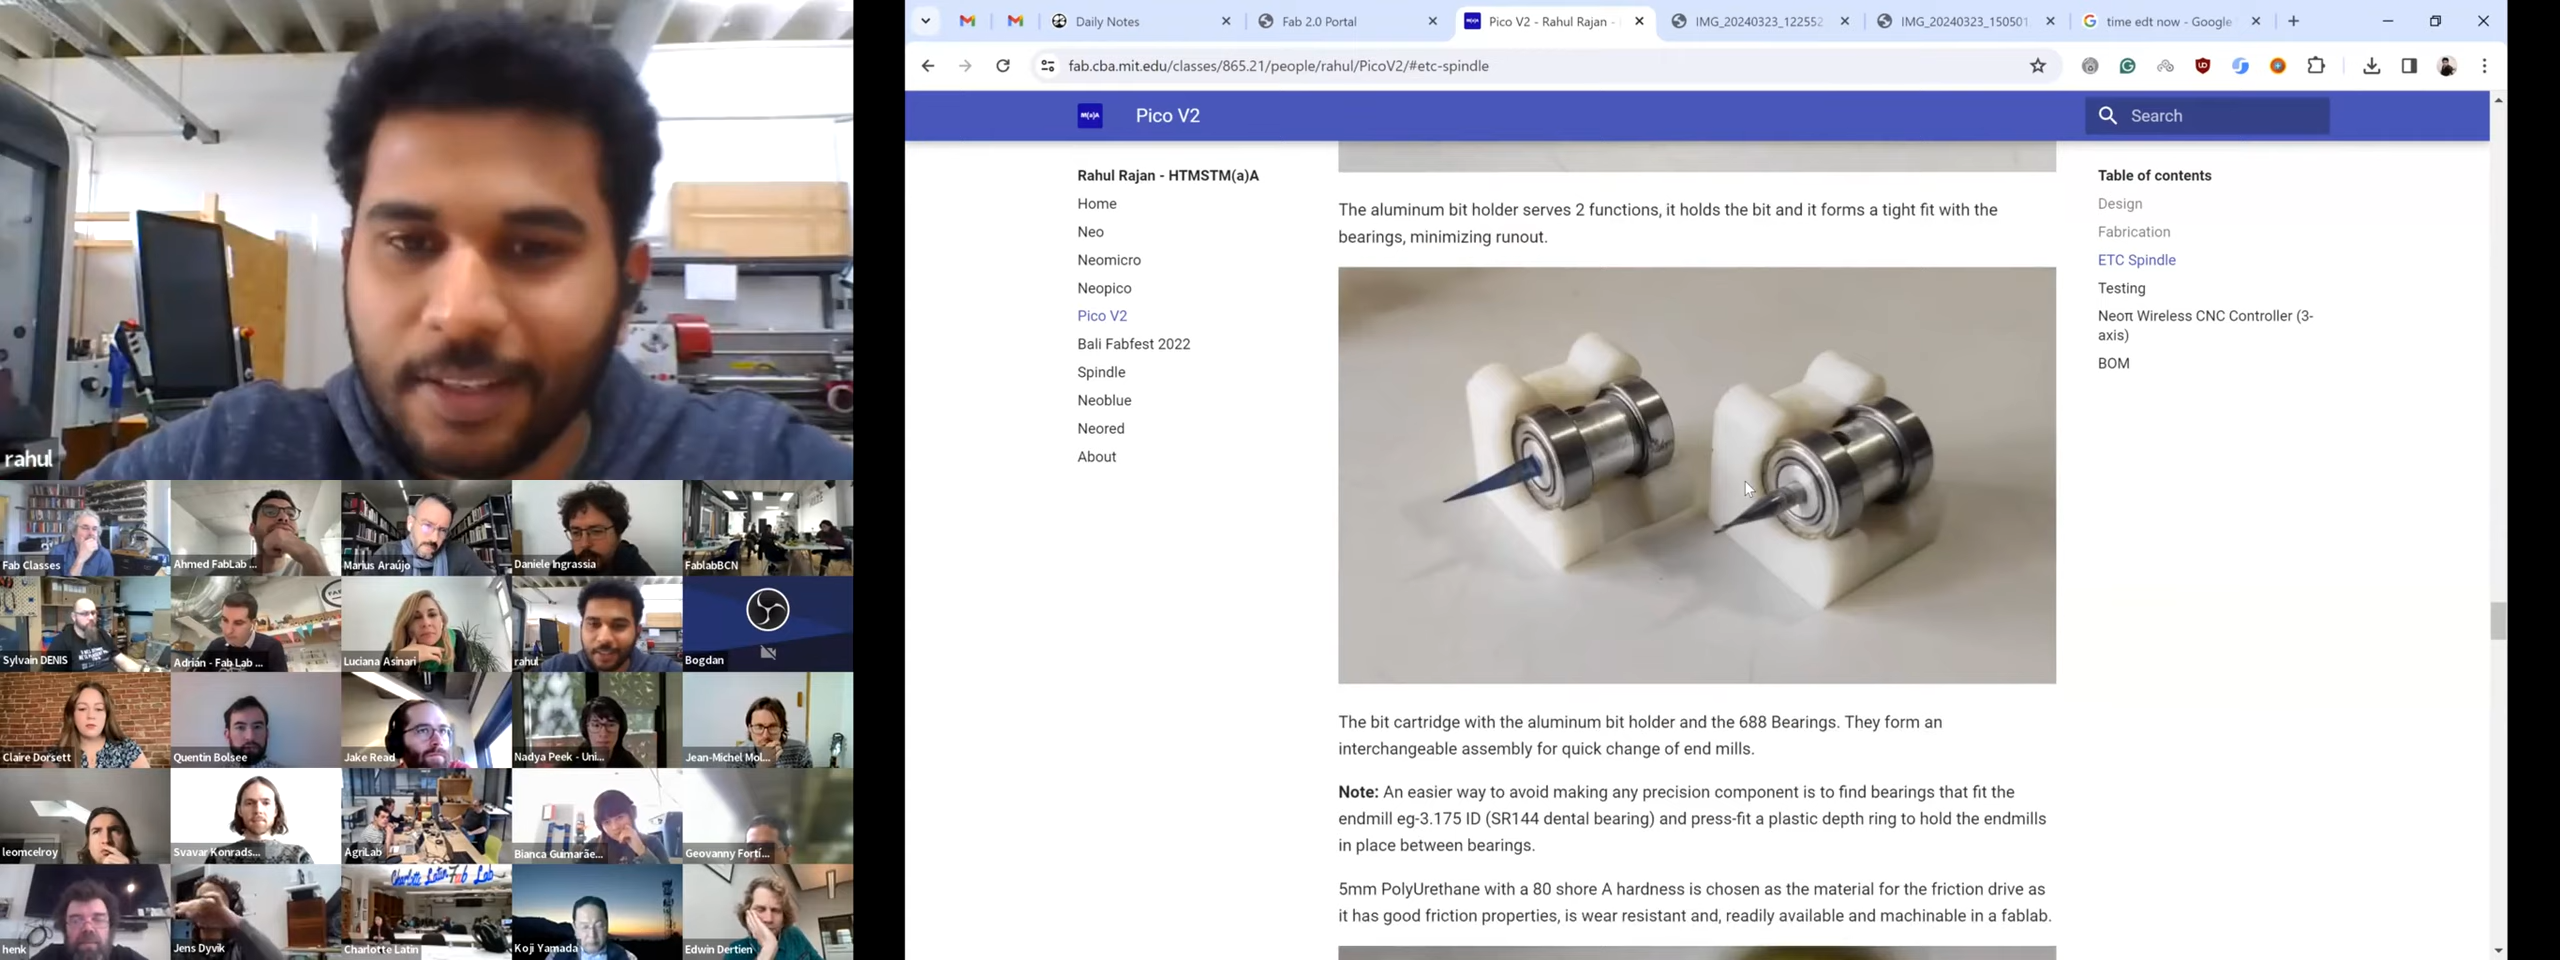 rahul
Fab Classes
Ahmed FabLab ...
Marius Araújo
Daniele Ingrassia
FablabBCN
Sylvain DENIS
Adrián - Fab Lab ...
Luciana Asinari
rahul
Bogdan
Claire Dorsett
Quentin Bolsee
Jake Read
Nadya Peek - Uni...
Jean-Michel Mol...
leomcelroy
Svavar Konrads...
AgriLab
Bianca Guimarãe...
Geovanny Fortí...
Charlotte Latin Fab Lab
henk
Jens Dyvik
Charlotte Latin
Koji Yamada
Edwin Dertien
Daily Notes
Fab 2.0 Portal
Pico V2 - Rahul Rajan -
IMG_20240323_122552
IMG_20240323_150501
time edt now - Google
fab.cba.mit.edu/classes/865.21/people/rahul/PicoV2/#etc-spindle
M(a)A
Pico V2
Search
Rahul Rajan - HTMSTM(a)A
Home
Neo
Neomicro
Neopico
Pico V2
Bali Fabfest 2022
Spindle
Neoblue
Neored
About
The aluminum bit holder serves 2 functions, it holds the bit and it forms a tight fit with the
bearings, minimizing runout.
The bit cartridge with the aluminum bit holder and the 688 Bearings. They form an
interchangeable assembly for quick change of end mills.
Note: An easier way to avoid making any precision component is to find bearings that fit the
endmill eg-3.175 ID (SR144 dental bearing) and press-fit a plastic depth ring to hold the endmills
in place between bearings.
5mm PolyUrethane with a 80 shore A hardness is chosen as the material for the friction drive as
it has good friction properties, is wear resistant and, readily available and machinable in a fablab.
Table of contents
Design
Fabrication
ETC Spindle
Testing
Neoπ Wireless CNC Controller (3-
axis)
BOM